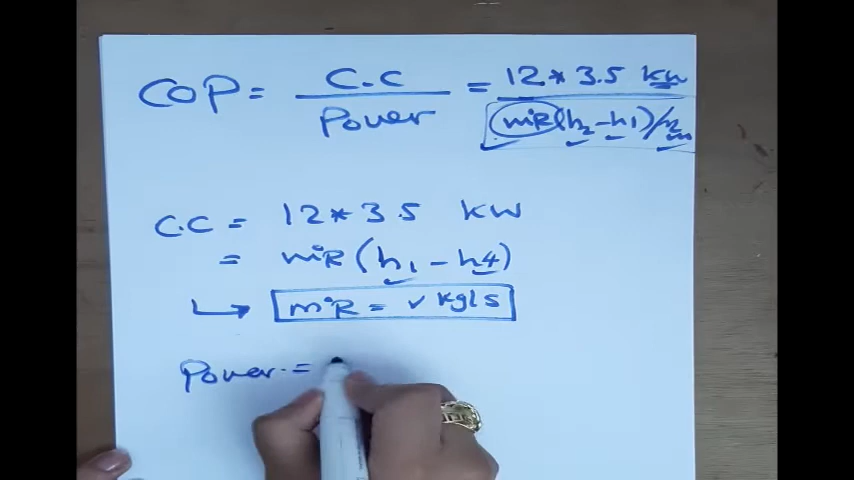 COP = C.C / Power = 12 * 3.5 kw / ṁR (h2 - h1) / ηm
C.C = 12 * 3.5 kw
= ṁR (h1 - h4)
↳ ṁR = ✓ kg/s
Power =